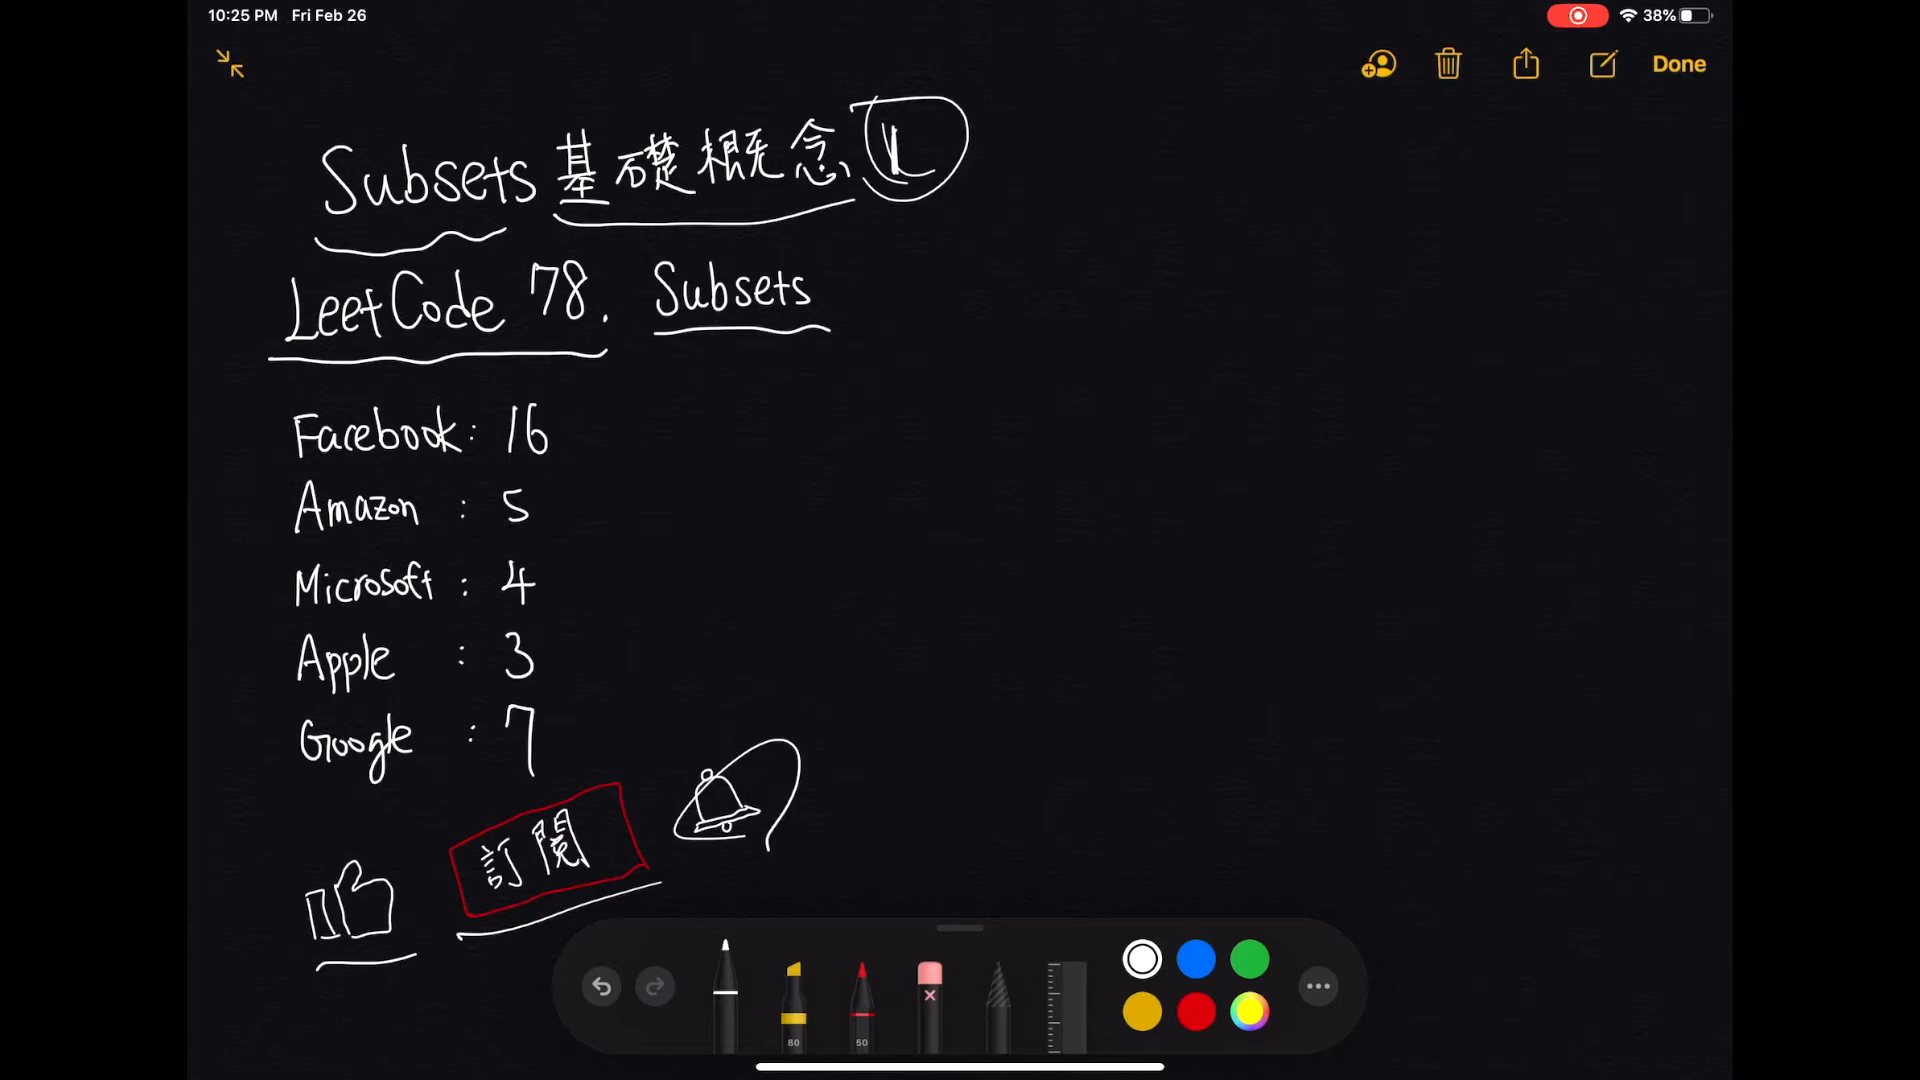 10:25 PM Fri Feb 26 38%
Done
Subsets 基礎概念 1
LeetCode 78. Subsets
Facebook: 16
Amazon : 5
Microsoft : 4
Apple : 3
Google : 7
訂閱
80 50